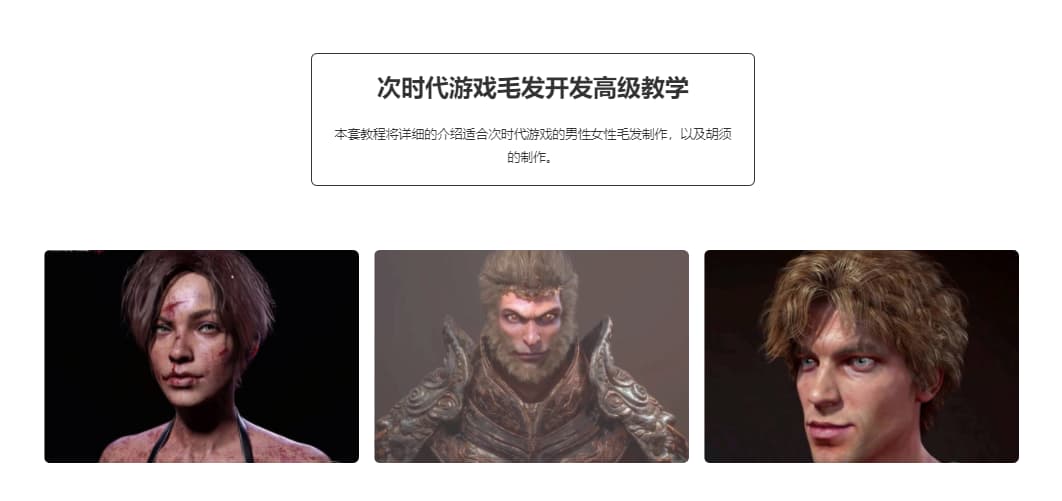 次时代游戏毛发开发高级教学
本套教程将详细的介绍适合次时代游戏的男性女性毛发制作，以及胡须
的制作。